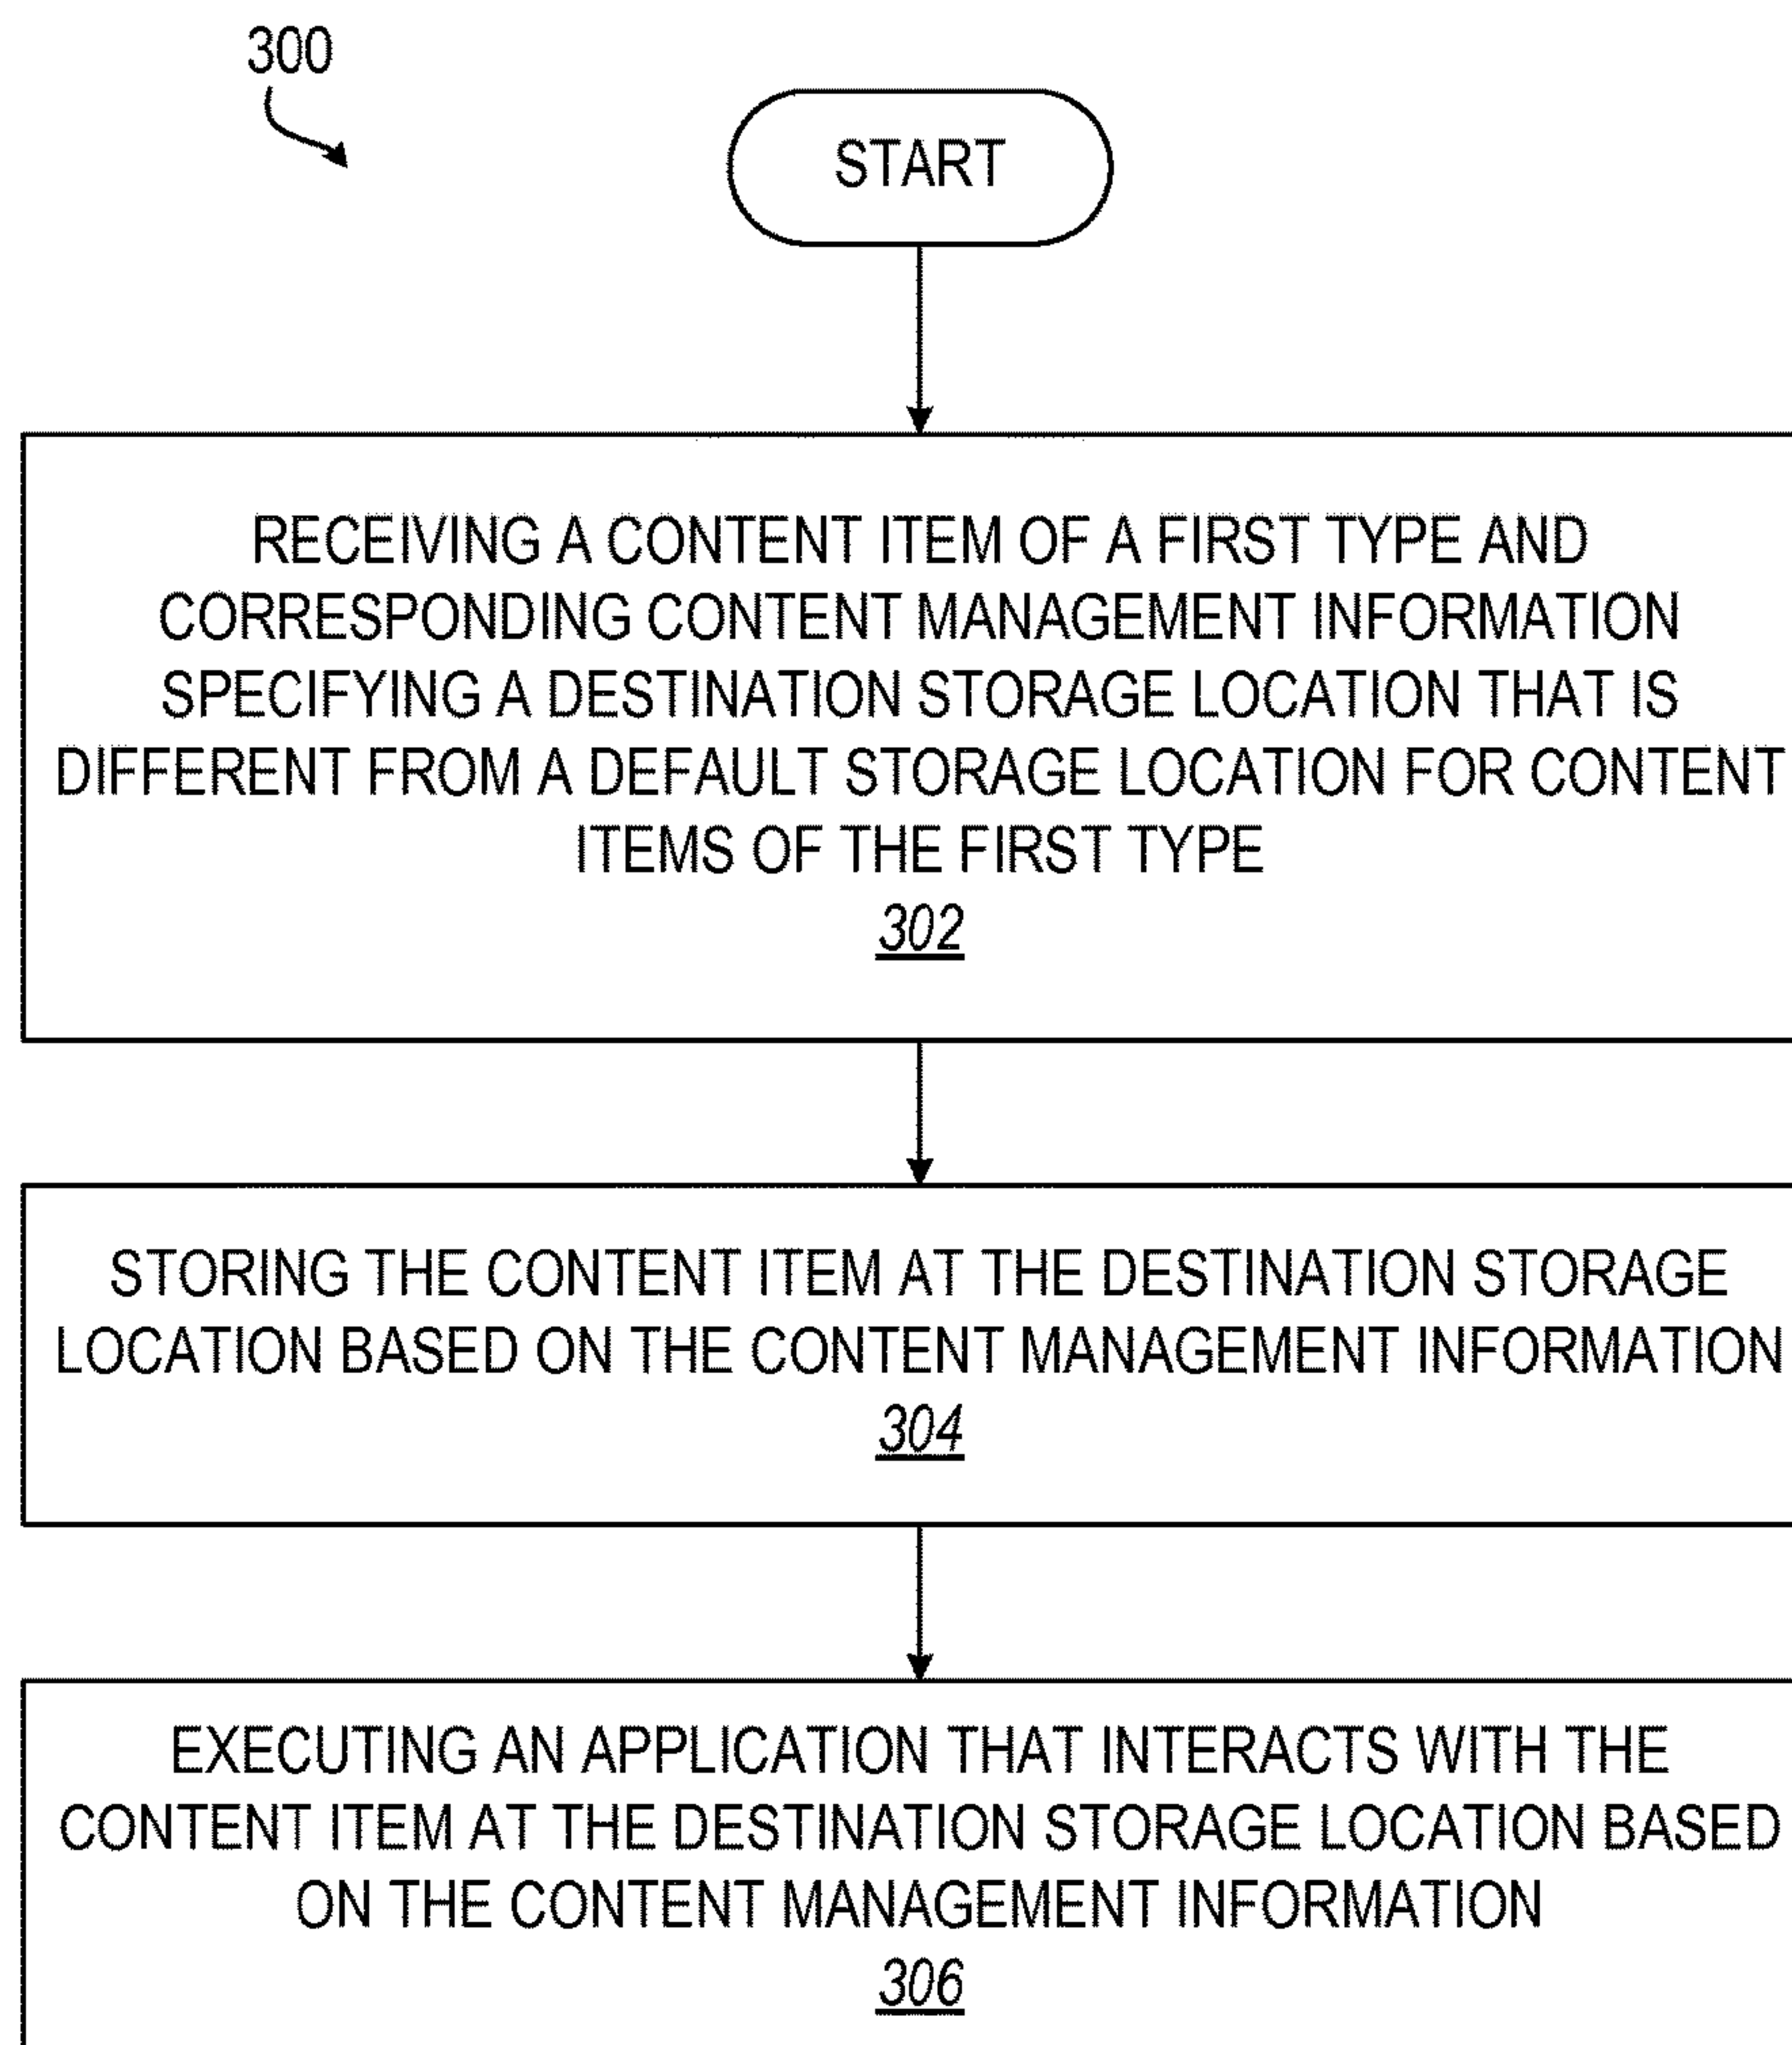 300
START
RECEIVING A CONTENT ITEM OF A FIRST TYPE AND
CORRESPONDING CONTENT MANAGEMENT INFORMATION
SPECIFYING A DESTINATION STORAGE LOCATION THAT IS
DIFFERENT FROM A DEFAULT STORAGE LOCATION FOR CONTENT
ITEMS OF THE FIRST TYPE
302
STORING THE CONTENT ITEM AT THE DESTINATION STORAGE
LOCATION BASED ON THE CONTENT MANAGEMENT INFORMATION
304
EXECUTING AN APPLICATION THAT INTERACTS WITH THE
CONTENT ITEM AT THE DESTINATION STORAGE LOCATION BASED
ON THE CONTENT MANAGEMENT INFORMATION
306